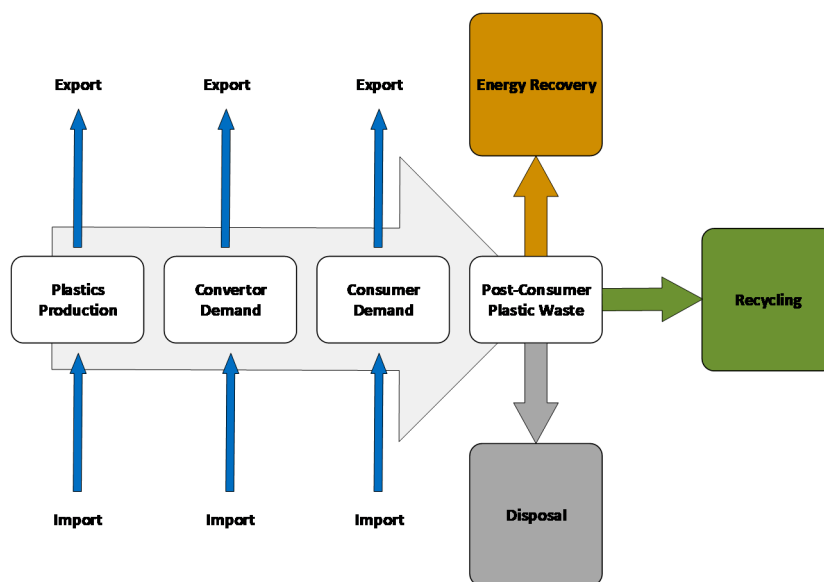 Export
Export
Export
Energy Recovery
Plastics
Production
Convertor
Demand
Consumer
Demand
Post-Consumer
Plastic Waste
Recycling
Import
Import
Import
Disposal